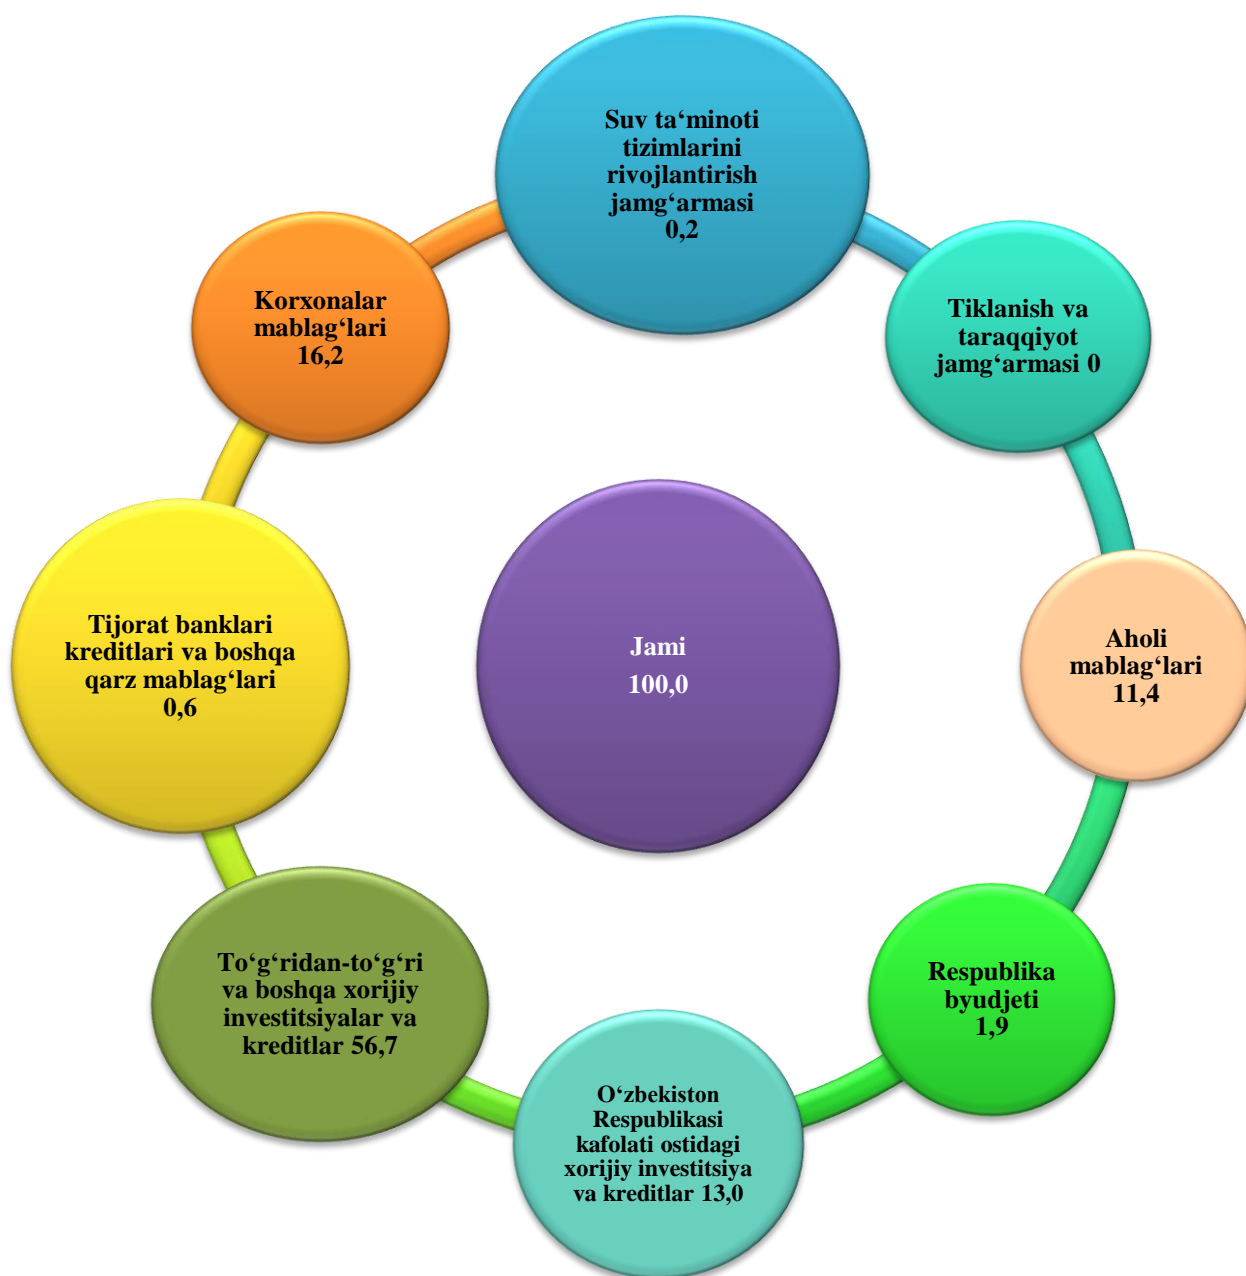 Suv ta‘minoti
tizimlarini
rivojlantirish
jamg‘armasi
0,2
Tiklanish va
taraqqiyot
jamg‘armasi 0
Aholi
mablag‘lari
11,4
Respublika
byudjeti
1,9
O‘zbekiston
Respublikasi
kafolati ostidagi
xorijiy investitsiya
va kreditlar 13,0
To‘g‘ridan-to‘g‘ri
va boshqa xorijiy
investitsiyalar va
kreditlar 56,7
Tijorat banklari
kreditlari va boshqa
qarz mablag‘lari
0,6
Korxonalar
mablag‘lari
16,2
Jami
100,0